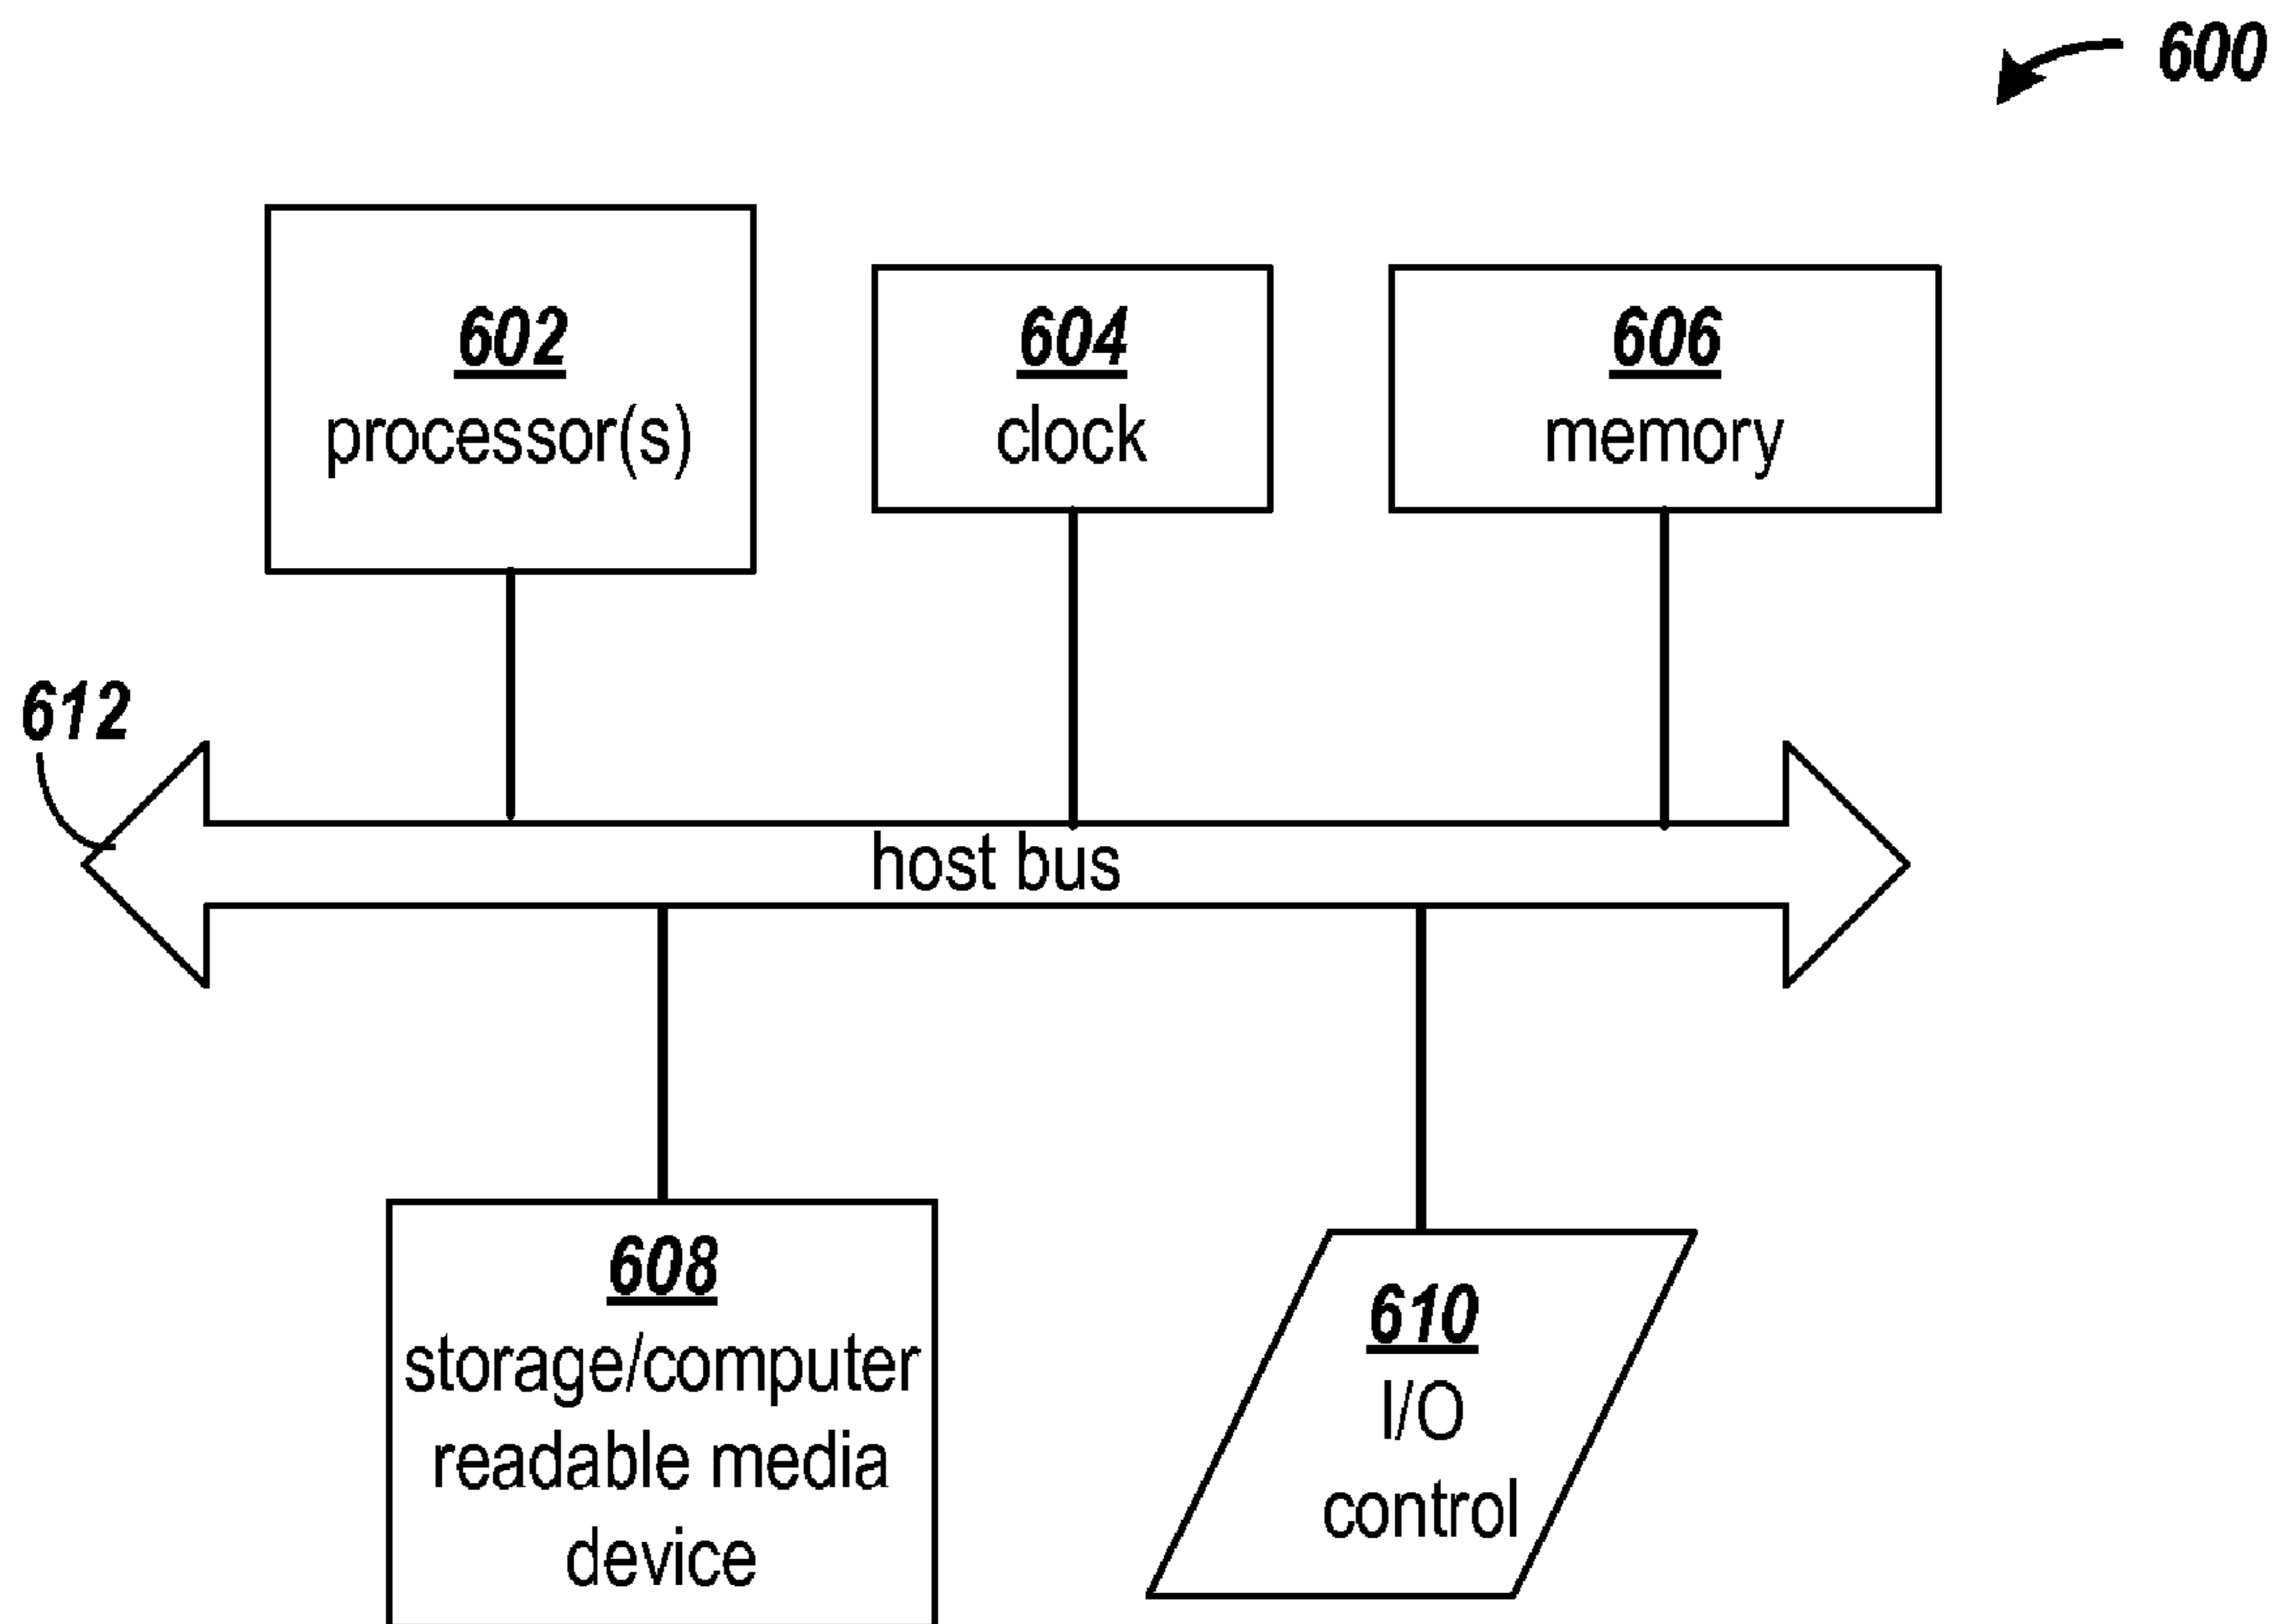 600
602
processor(s)
604
clock
606
memory
612
host bus
608
storage/computer
readable media
device
610
I/O
control